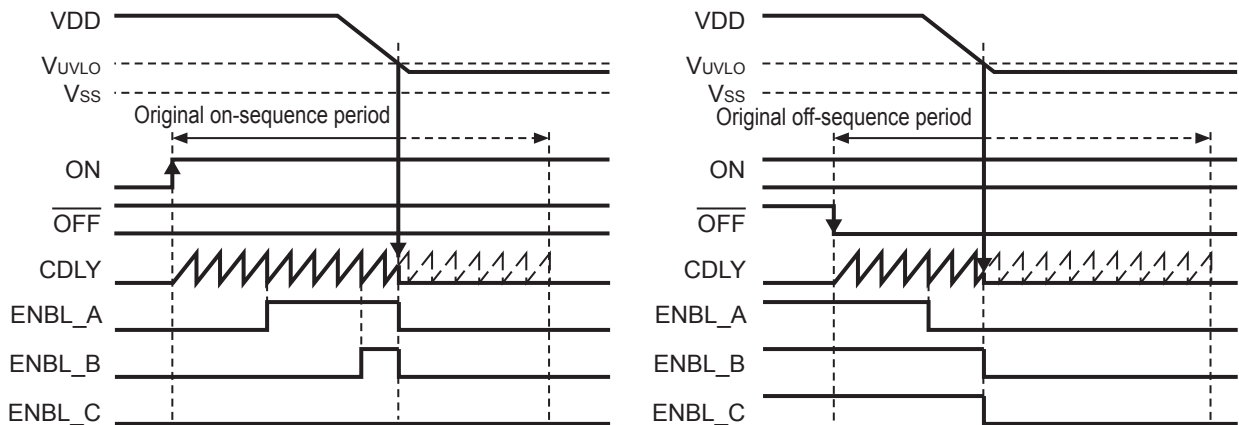 VDD
VUVLO
VSS
Original on-sequence period
ON
OFF
CDLY
ENBL_A
ENBL_B
ENBL_C
VDD
VUVLO
VSS
Original off-sequence period
ON
OFF
CDLY
ENBL_A
ENBL_B
ENBL_C